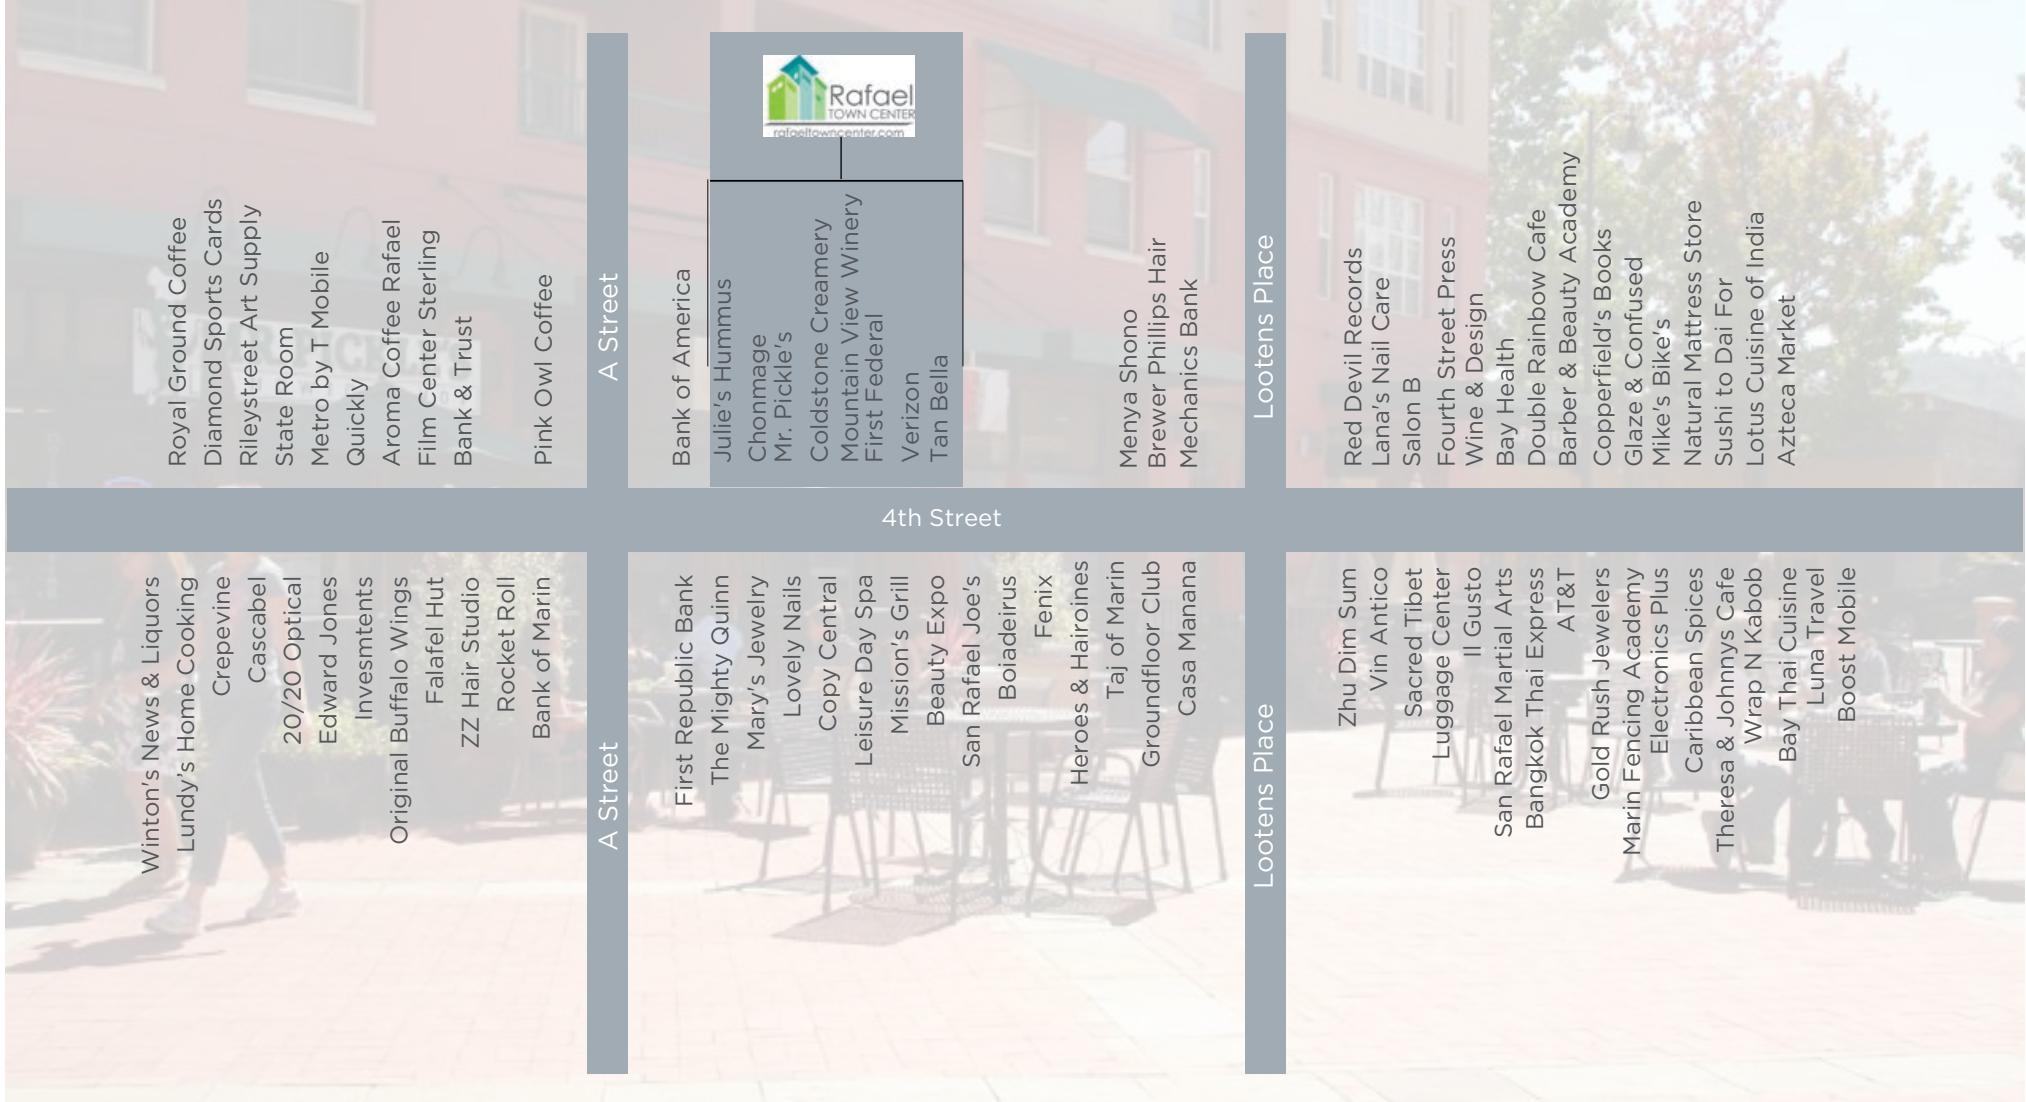 Rafael
TOWN CENTER
rafaeltowncenter.com
Royal Ground Coffee
Diamond Sports Cards
Rileystreet Art Supply
State Room
Metro by T Mobile
Quickly
Aroma Coffee Rafael
Film Center Sterling
Bank & Trust
Pink Owl Coffee
A Street
Bank of America
Julie's Hummus
Chonmage
Mr. Pickle's
Coldstone Creamery
Mountain View Winery
First Federal
Verizon
Tan Bella
Menya Shono
Brewer Phillips Hair
Mechanics Bank
Lootens Place
Red Devil Records
Lana's Nail Care
Salon B
Fourth Street Press
Wine & Design
Bay Health
Double Rainbow Cafe
Barber & Beauty Academy
Copperfield's Books
Glaze & Confused
Mike's Bike's
Natural Mattress Store
Sushi to Dai For
Lotus Cuisine of India
Azteca Market
4th Street
Winton's News & Liquors
Lundy's Home Cooking
Crepevine
Cascabel
20/20 Optical
Edward Jones
Invesmtents
Original Buffalo Wings
Falafel Hut
ZZ Hair Studio
Rocket Roll
Bank of Marin
A Street
First Republic Bank
The Mighty Quinn
Mary's Jewelry
Lovely Nails
Copy Central
Leisure Day Spa
Mission's Grill
Beauty Expo
San Rafael Joe's
Boiadeirus
Fenix
Heroes & Hairoines
Taj of Marin
Groundfloor Club
Casa Manana
Lootens Place
Zhu Dim Sum
Vin Antico
Sacred Tibet
Luggage Center
Il Gusto
San Rafael Martial Arts
Bangkok Thai Express
AT&T
Gold Rush Jewelers
Marin Fencing Academy
Electronics Plus
Caribbean Spices
Theresa & Johnnys Cafe
Wrap N Kabob
Bay Thai Cuisine
Luna Travel
Boost Mobile